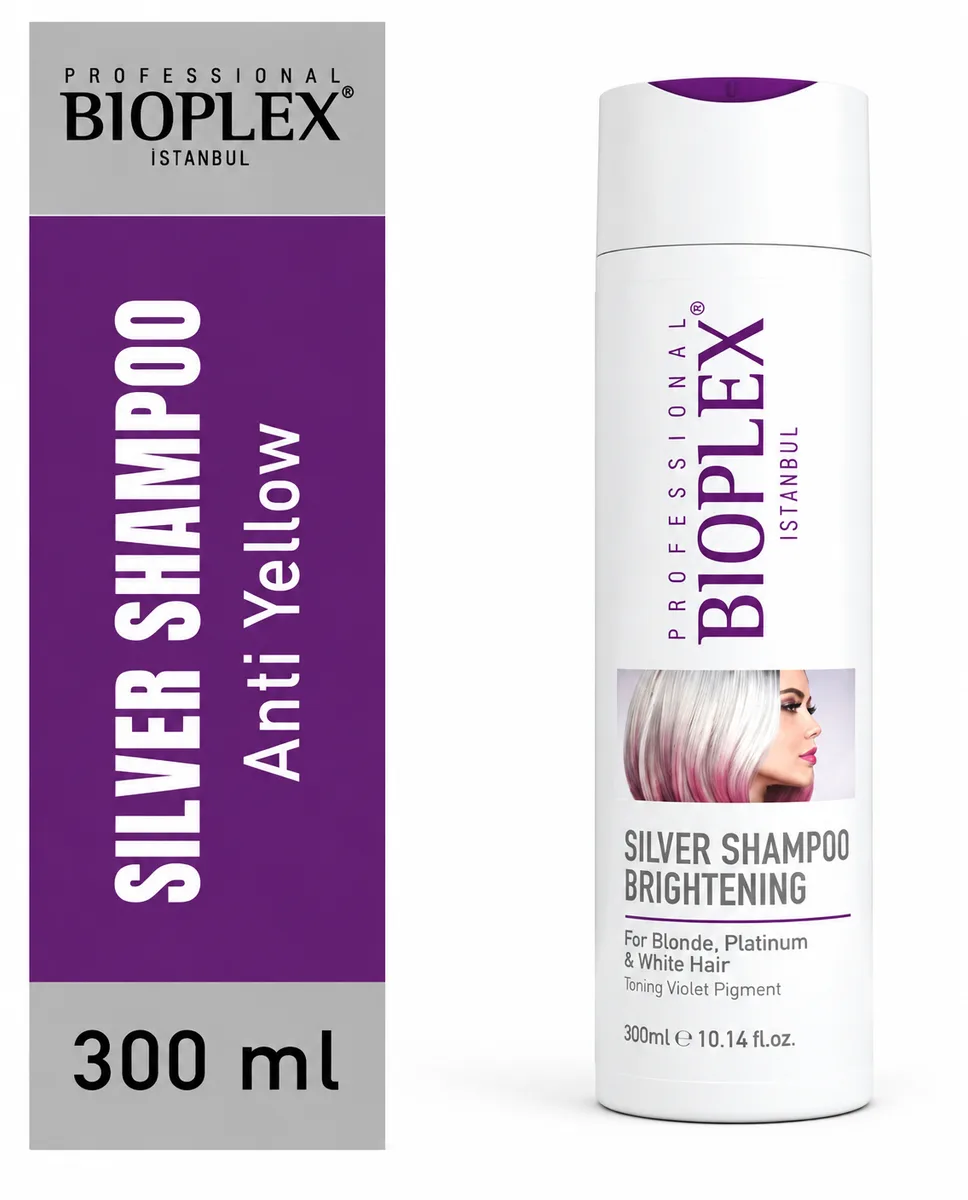 PROFESSIONAL
BIOPLEX®
İSTANBUL
SILVER SHAMPOO
Anti Yellow
300 ml
PROFESSIONAL
BIOPLEX®
ISTANBUL
SILVER SHAMPOO
BRIGHTENING
For Blonde, Platinum
& White Hair
Toning Violet Pigment
300ml ℮ 10.14 fl.oz.